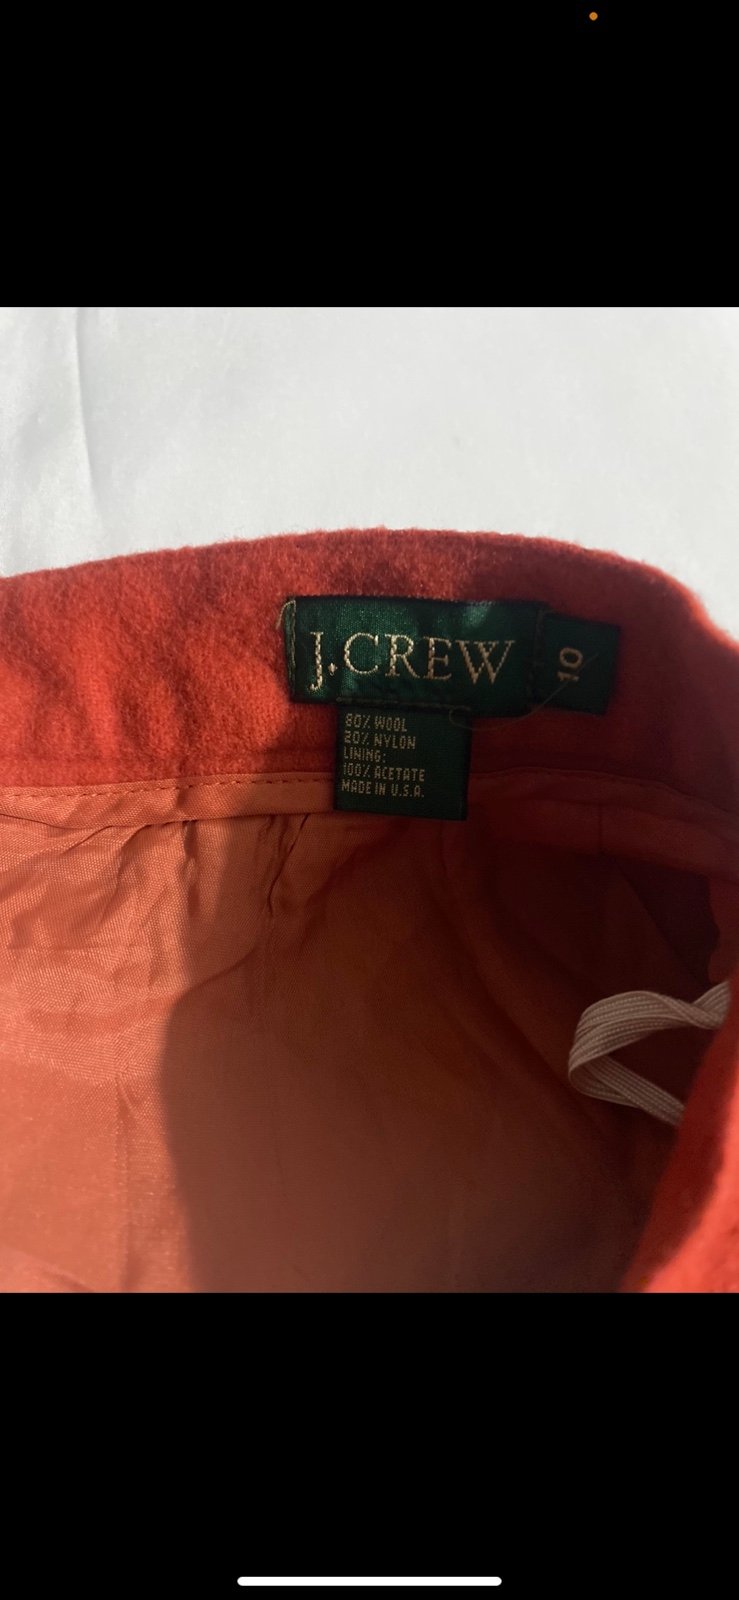 J.CREW
10
80% WOOL
20% NYLON
LINING:
100% ACETATE
MADE IN U.S.A.